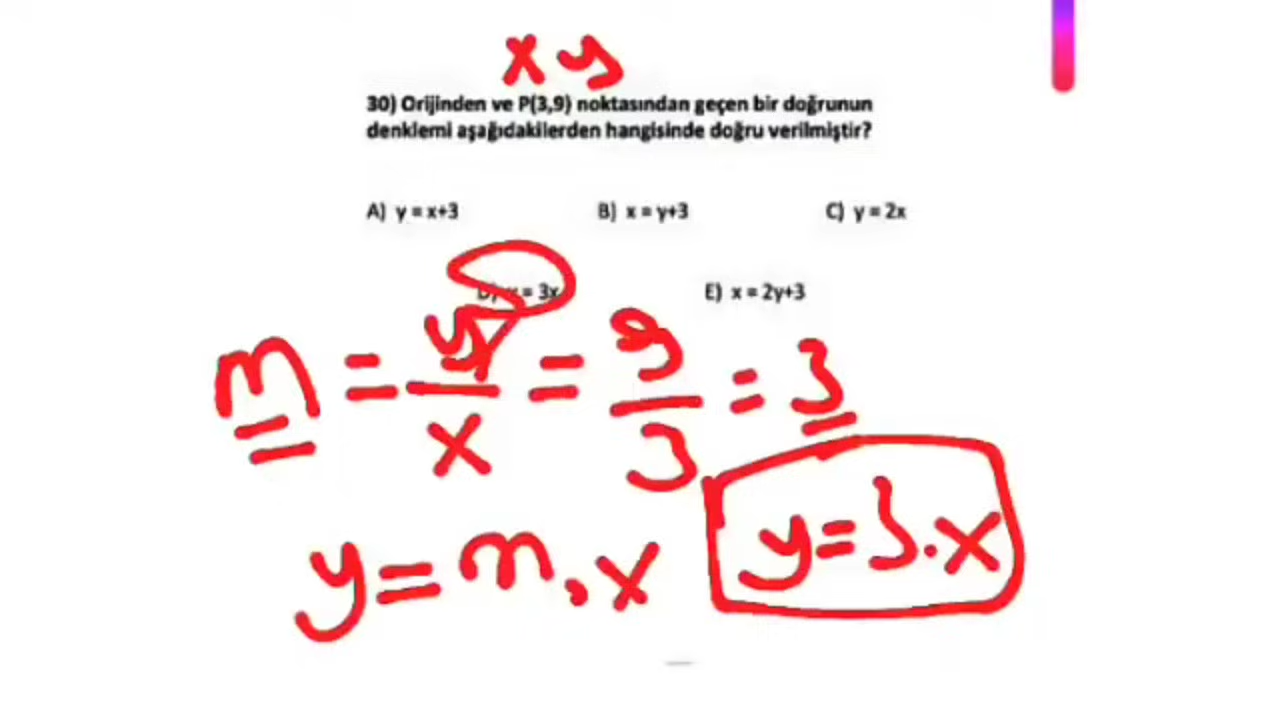 x y
30) Orijinden ve P(3,9) noktasından geçen bir doğrunun
denklemi aşağıdakilerden hangisinde doğru verilmiştir?
A) y = x+3 B) x = y+3 C) y = 2x
D) y = 3x E) x = 2y+3
m = y/x = 9/3 = 3
y = m.x y = 3.x